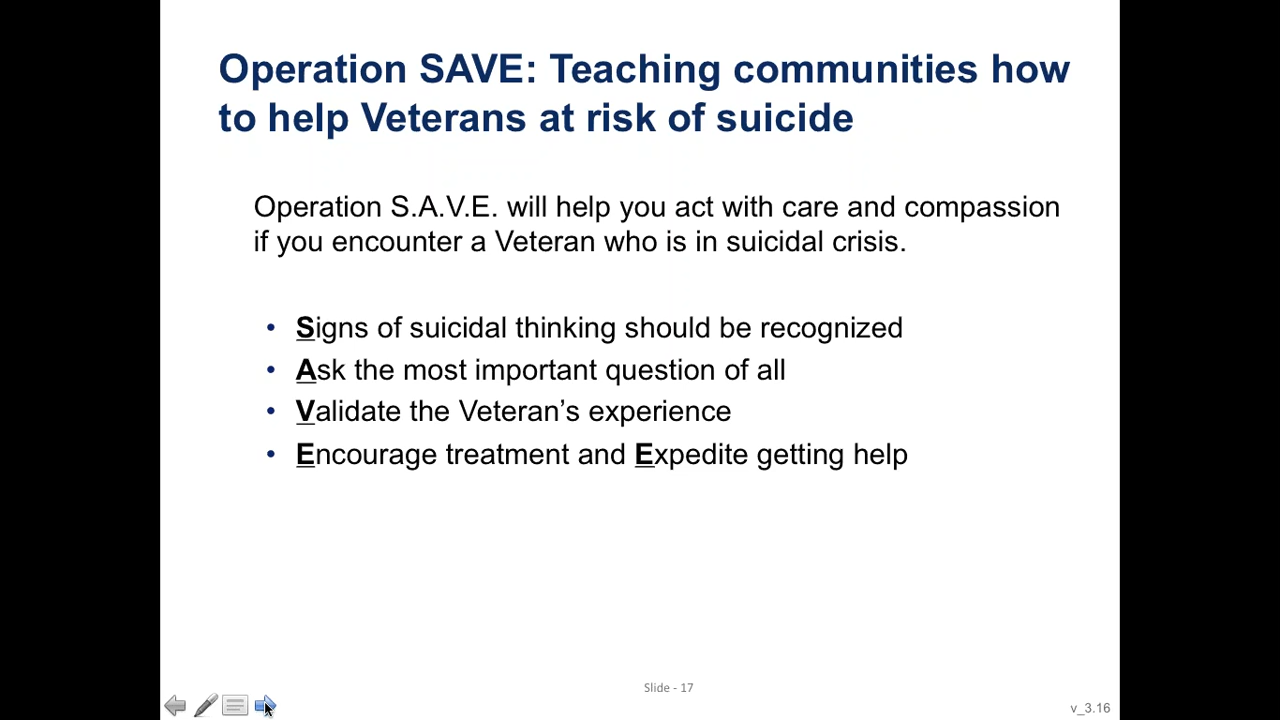 Operation SAVE: Teaching communities how
to help Veterans at risk of suicide
Operation S.A.V.E. will help you act with care and compassion
if you encounter a Veteran who is in suicidal crisis.
• Signs of suicidal thinking should be recognized
• Ask the most important question of all
• Validate the Veteran’s experience
• Encourage treatment and Expedite getting help
Slide - 17
v_3.16